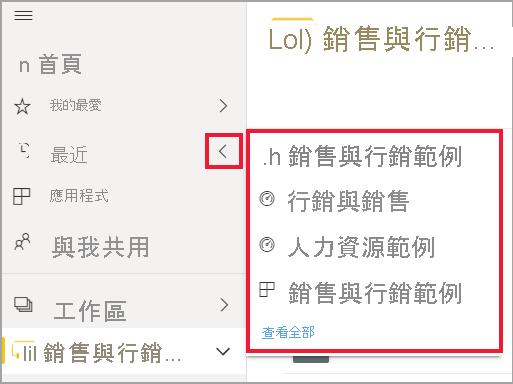 n 首頁
我的最愛
最近
應用程式
與我共用
工作區
lil 銷售與行銷...
Lol) 銷售與行銷...
.h 銷售與行銷範例
行銷與銷售
人力資源範例
銷售與行銷範例
查看全部